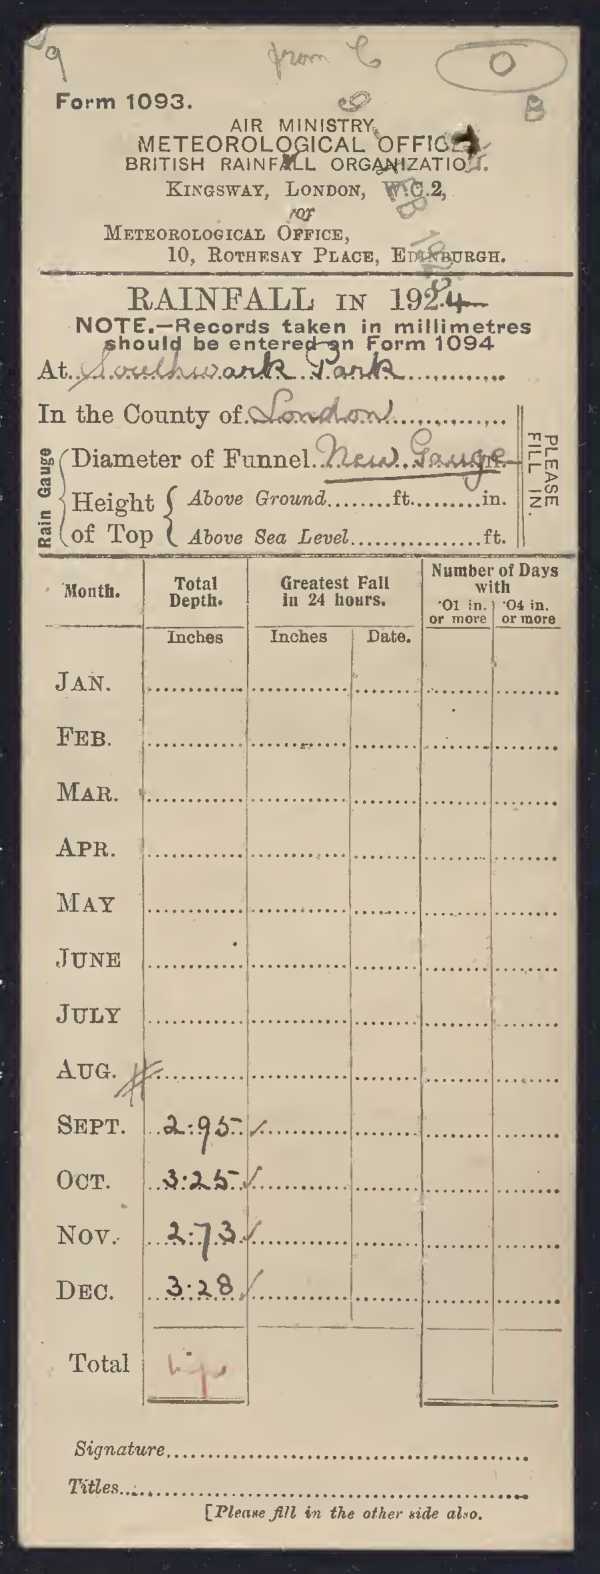 9
from C
O
B
Form 1093.
AIR MINISTRY,
METEOROLOGICAL OFFICE
BRITISH RAINFALL ORGANIZATION.
KINGSWAY, LONDON, W.C.2,
or
METEOROLOGICAL OFFICE,
10, ROTHESAY PLACE, EDINBURGH.
RAINFALL IN 1924
NOTE.—Records taken in millimetres
should be entered on Form 1094
At Southwark Park
In the County of London
Rain Gauge
Diameter of Funnel New Gauge
Height of Top
Above Ground........ft.........in.
Above Sea Level................ft.
PLEASE FILL IN.
Month. Total Depth. Greatest Fall in 24 hours. Number of Days with
·01 in. or more ·04 in. or more
Inches Inches Date.
JAN.
FEB.
MAR.
APR.
MAY
JUNE
JULY
AUG.
SEPT. 2.95 ✓
OCT. 3.25 ✓
NOV. 2.73 ✓
DEC. 3.28 ✓
Total
Signature
Titles
[Please fill in the other side also.